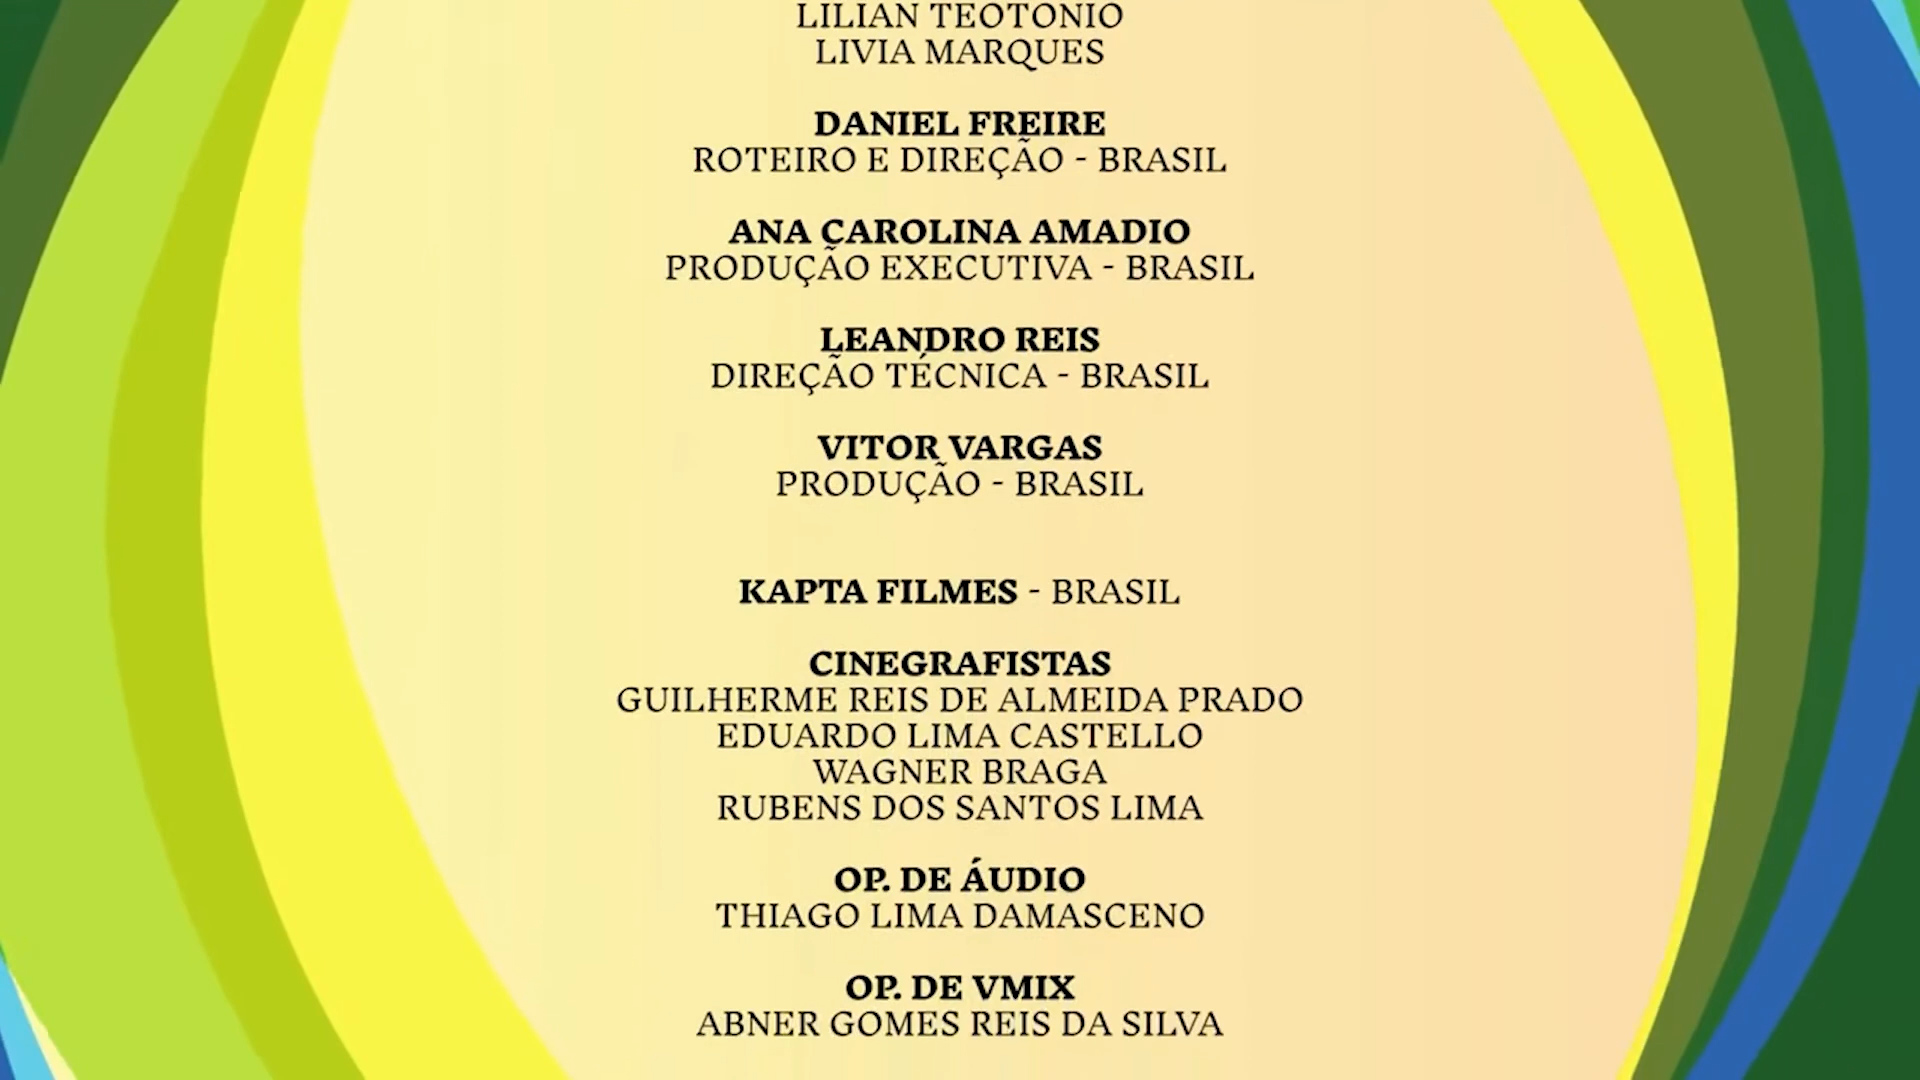 LILIAN TEOTONIO
LIVIA MARQUES
DANIEL FREIRE
ROTEIRO E DIREÇÃO - BRASIL
ANA CAROLINA AMADIO
PRODUÇÃO EXECUTIVA - BRASIL
LEANDRO REIS
DIREÇÃO TÉCNICA - BRASIL
VITOR VARGAS
PRODUÇÃO - BRASIL
KAPTA FILMES - BRASIL
CINEGRAFISTAS
GUILHERME REIS DE ALMEIDA PRADO
EDUARDO LIMA CASTELLO
WAGNER BRAGA
RUBENS DOS SANTOS LIMA
OP. DE ÁUDIO
THIAGO LIMA DAMASCENO
OP. DE VMIX
ABNER GOMES REIS DA SILVA